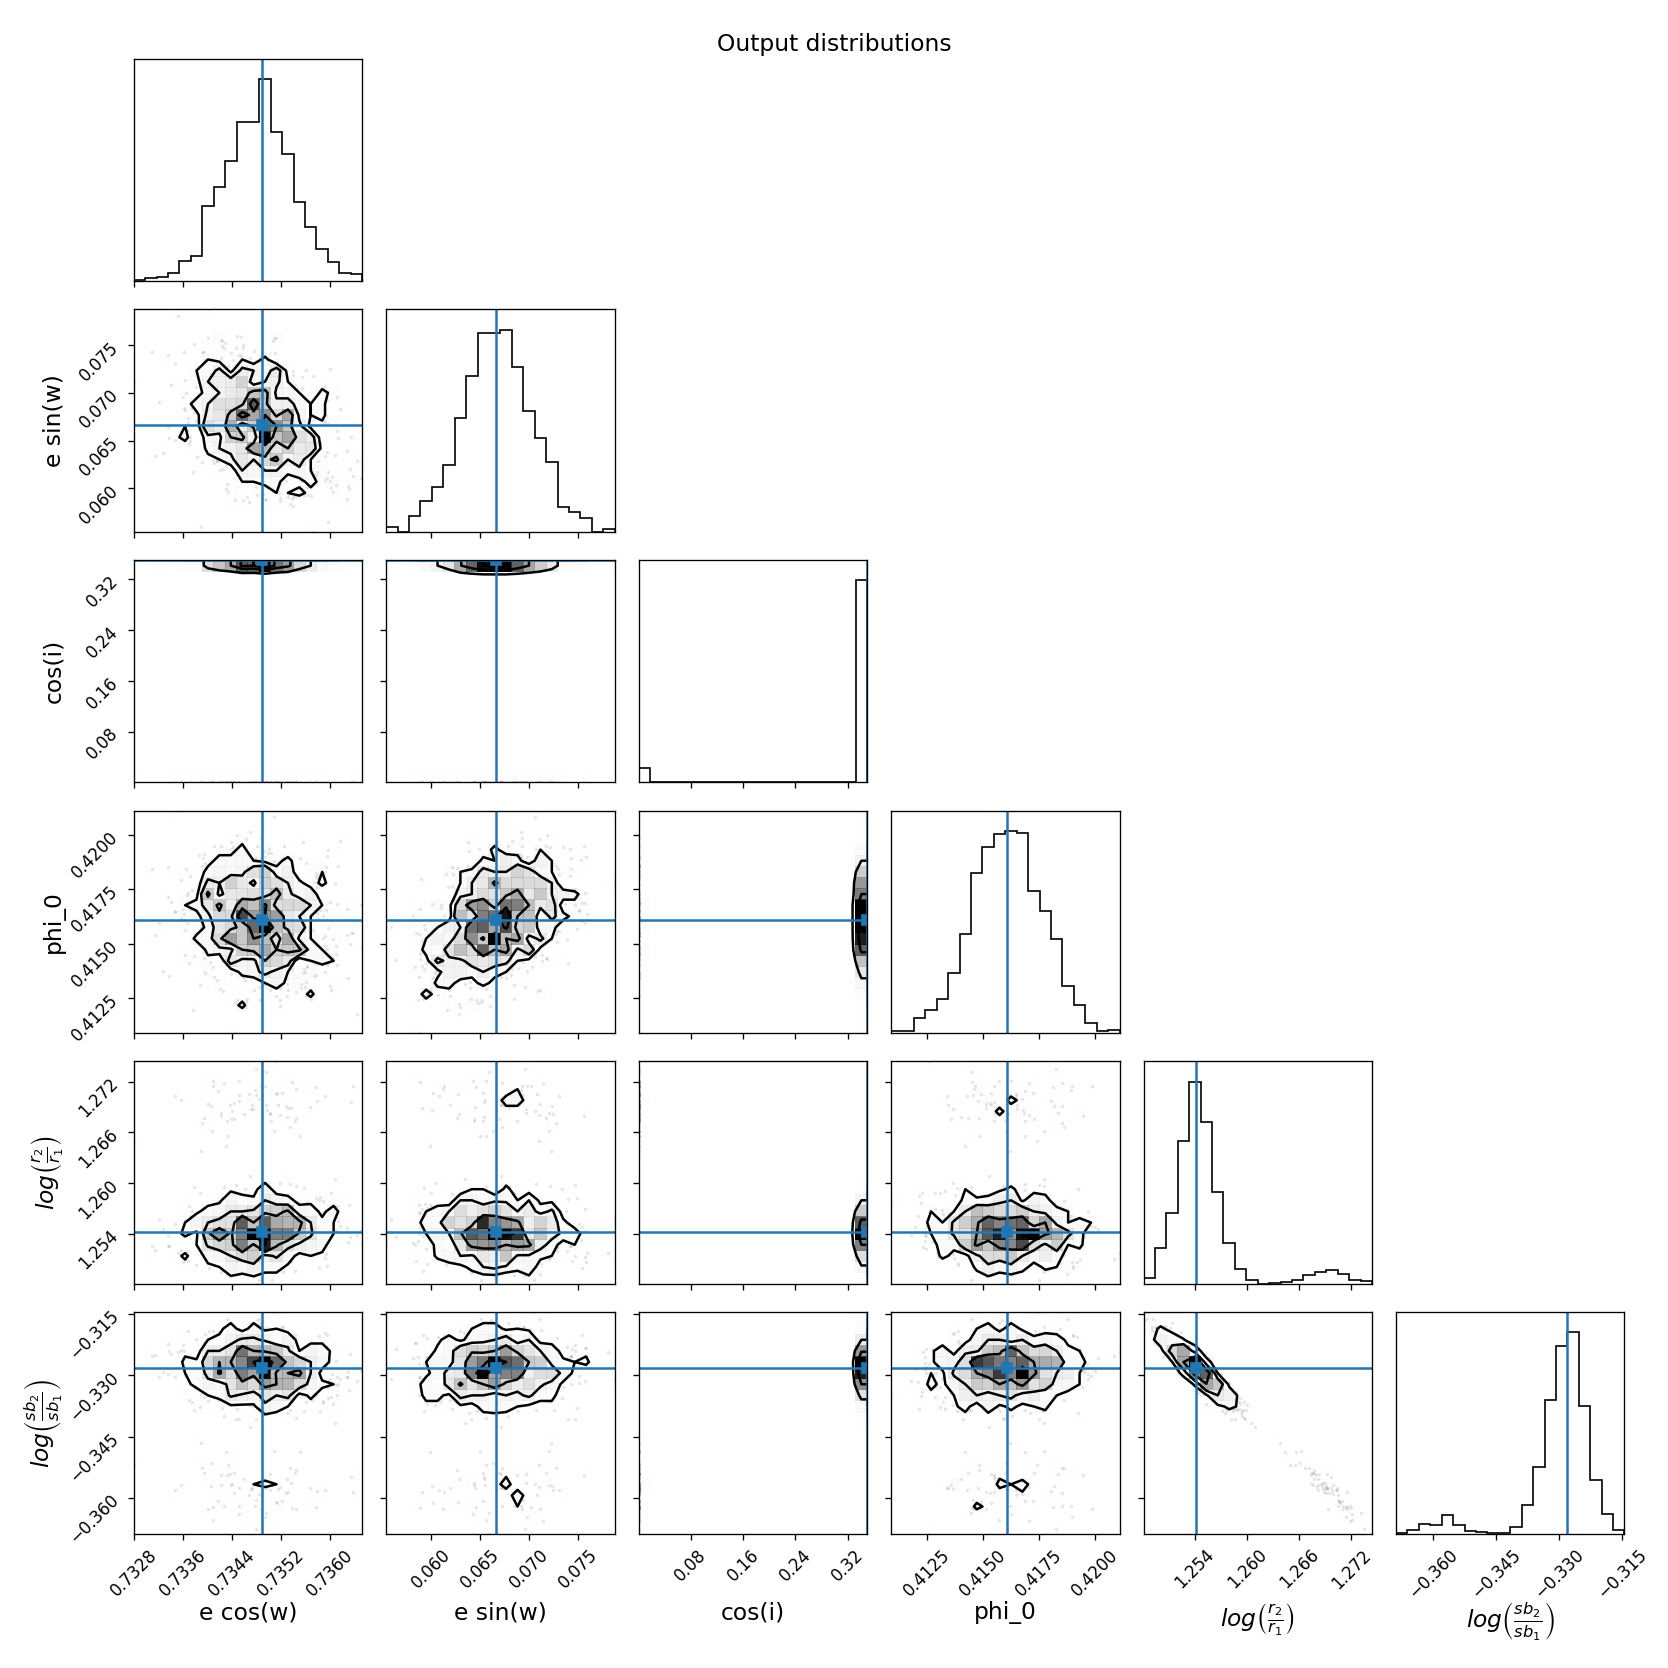 Output distributions
e sin(w)
0.075
0.070
0.065
0.060
cos(i)
0.32
0.24
0.16
0.08
phi_0
0.4200
0.4175
0.4150
0.4125
log(r₂/r₁)
1.272
1.266
1.260
1.254
log(sb₂/sb₁)
−0.315
−0.330
−0.345
−0.360
0.7328 0.7336 0.7344 0.7352 0.7360 0.060 0.065 0.070 0.075 0.08 0.16 0.24 0.32 0.4125 0.4150 0.4175 0.4200 1.254 1.260 1.266 1.272 −0.360 −0.345 −0.330 −0.315
e cos(w) e sin(w) cos(i) phi_0 log(r₂/r₁) log(sb₂/sb₁)